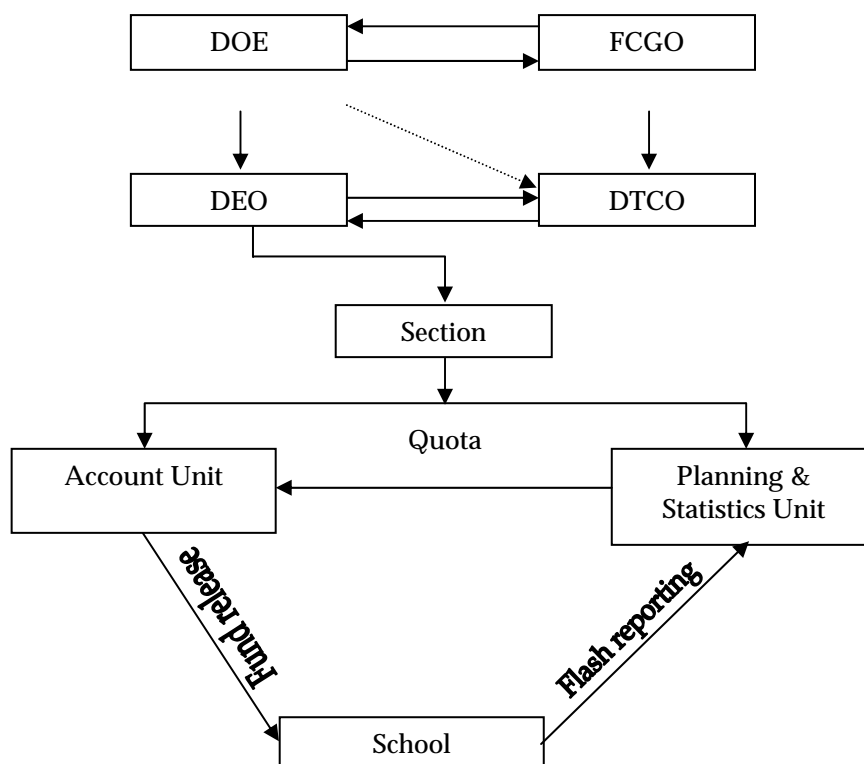 DOE
FCGO
DEO
DTCO
Section
Quota
Account Unit
Planning &
Statistics Unit
Fund release
Flash reporting
School